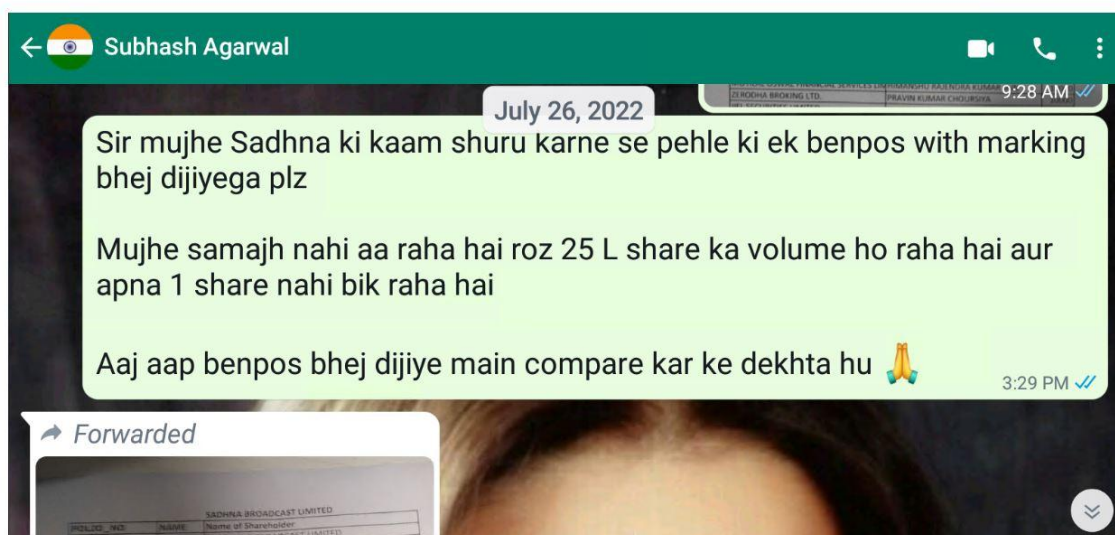 Subhash Agarwal
ZERODHA BROKING LTD.
PRAVIN KUMAR CHOURSIYA
9:28 AM
July 26, 2022
Sir mujhe Sadhna ki kaam shuru karne se pehle ki ek benpos with marking
bhej dijiyega plz
Mujhe samajh nahi aa raha hai roz 25 L share ka volume ho raha hai aur
apna 1 share nahi bik raha hai
Aaj aap benpos bhej dijiye main compare kar ke dekhta hu 🙏
3:29 PM
Forwarded
SADHNA BROADCAST LIMITED
NAME
Name of Shareholder